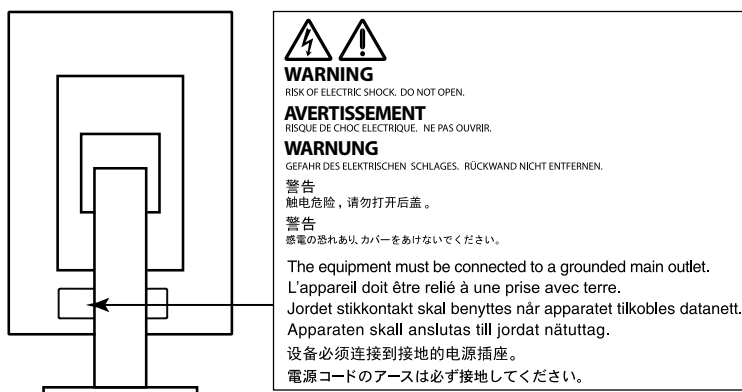 WARNING
RISK OF ELECTRIC SHOCK. DO NOT OPEN.
AVERTISSEMENT
RISQUE DE CHOC ELECTRIQUE. NE PAS OUVRIR.
WARNUNG
GEFAHR DES ELEKTRISCHEN SCHLAGES. RÜCKWAND NICHT ENTFERNEN.
警告
触电危险，请勿打开后盖。
警告
感電の恐れあり、カバーをあけないでください。
The equipment must be connected to a grounded main outlet.
L'appareil doit être relié à une prise avec terre.
Jordet stikkontakt skal benyttes når apparatet tilkobles datanett.
Apparaten skall anslutas till jordat nätuttag.
设备必须连接到接地的电源插座。
電源コードのアースは必ず接地してください。